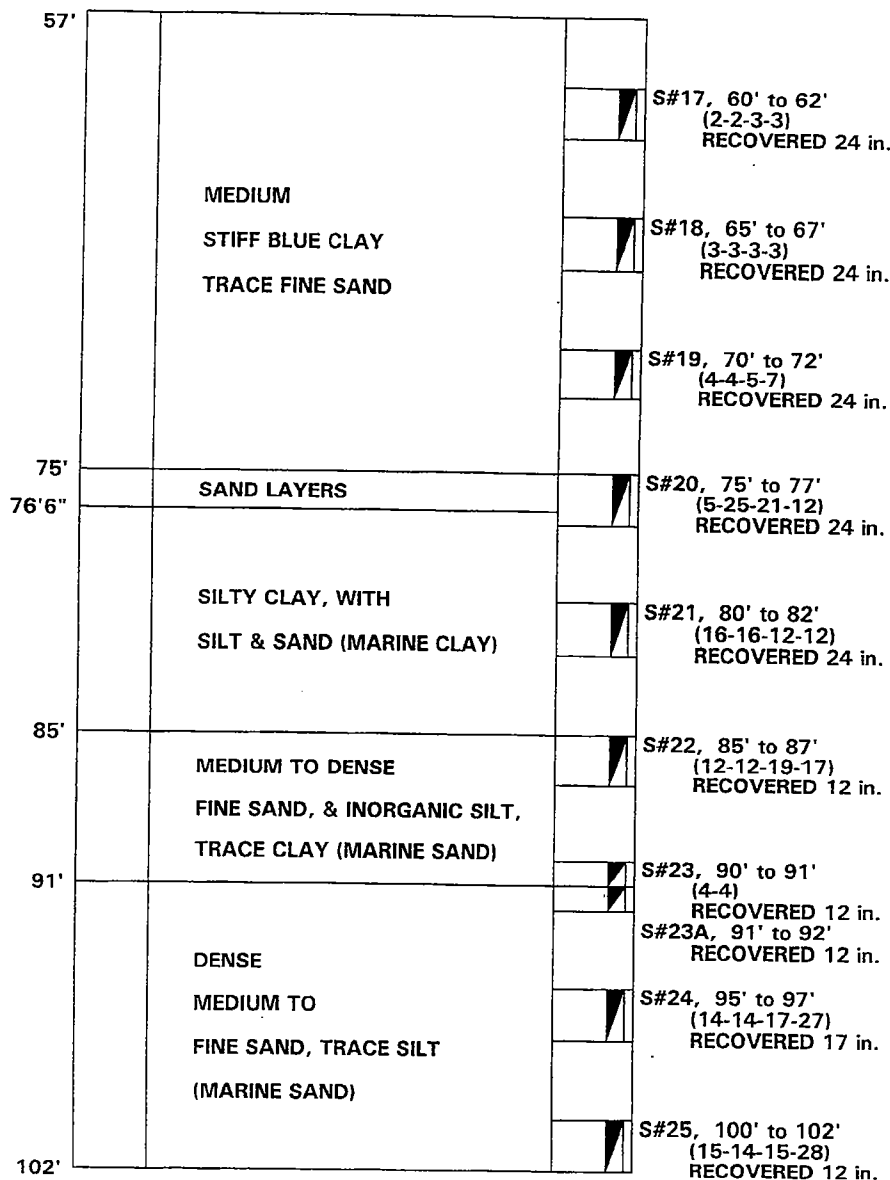 57'
S#17, 60' to 62'
(2-2-3-3)
RECOVERED 24 in.
MEDIUM
STIFF BLUE CLAY
TRACE FINE SAND
S#18, 65' to 67'
(3-3-3-3)
RECOVERED 24 in.
S#19, 70' to 72'
(4-4-5-7)
RECOVERED 24 in.
75'
SAND LAYERS
76'6"
S#20, 75' to 77'
(5-25-21-12)
RECOVERED 24 in.
SILTY CLAY, WITH
SILT & SAND (MARINE CLAY)
S#21, 80' to 82'
(16-16-12-12)
RECOVERED 24 in.
85'
MEDIUM TO DENSE
FINE SAND, & INORGANIC SILT,
TRACE CLAY (MARINE SAND)
S#22, 85' to 87'
(12-12-19-17)
RECOVERED 12 in.
91'
S#23, 90' to 91'
(4-4)
RECOVERED 12 in.
S#23A, 91' to 92'
RECOVERED 12 in.
DENSE
MEDIUM TO
FINE SAND, TRACE SILT
(MARINE SAND)
S#24, 95' to 97'
(14-14-17-27)
RECOVERED 17 in.
S#25, 100' to 102'
(15-14-15-28)
RECOVERED 12 in.
102'